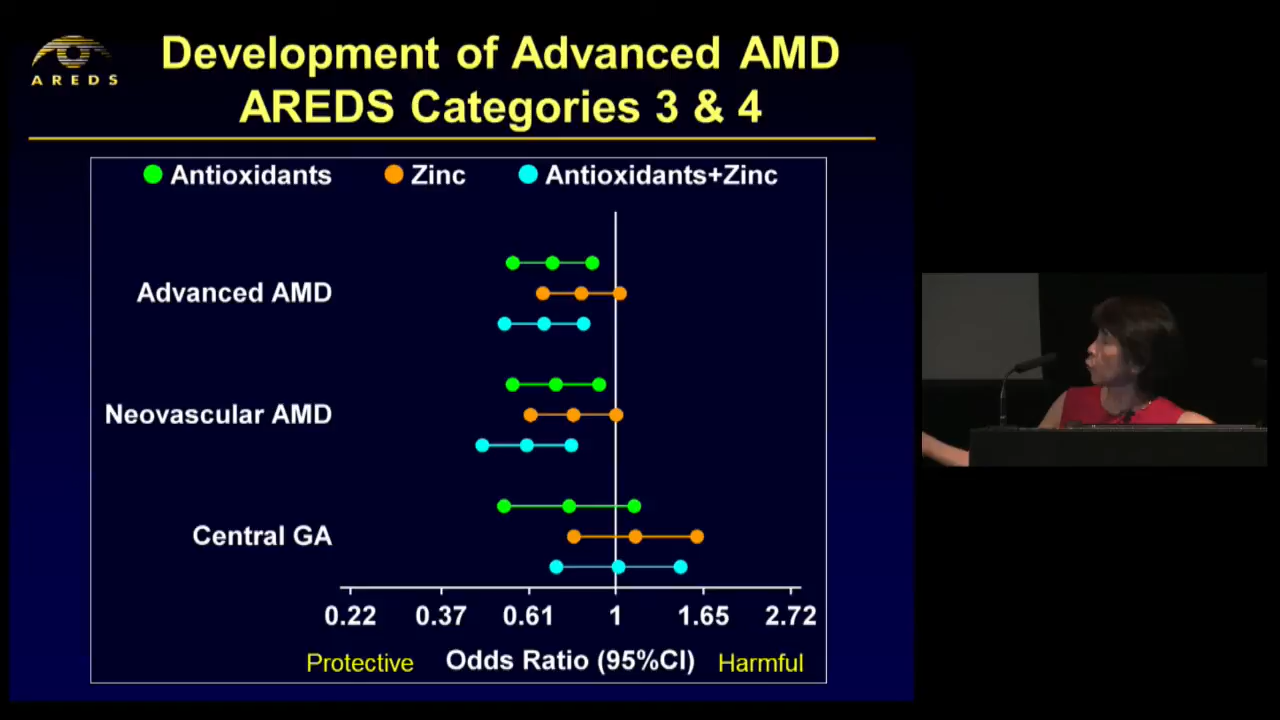 AREDS
Development of Advanced AMD
AREDS Categories 3 & 4
Antioxidants Zinc Antioxidants+Zinc
Advanced AMD
Neovascular AMD
Central GA
0.22 0.37 0.61 1 1.65 2.72
Protective Odds Ratio (95%CI) Harmful